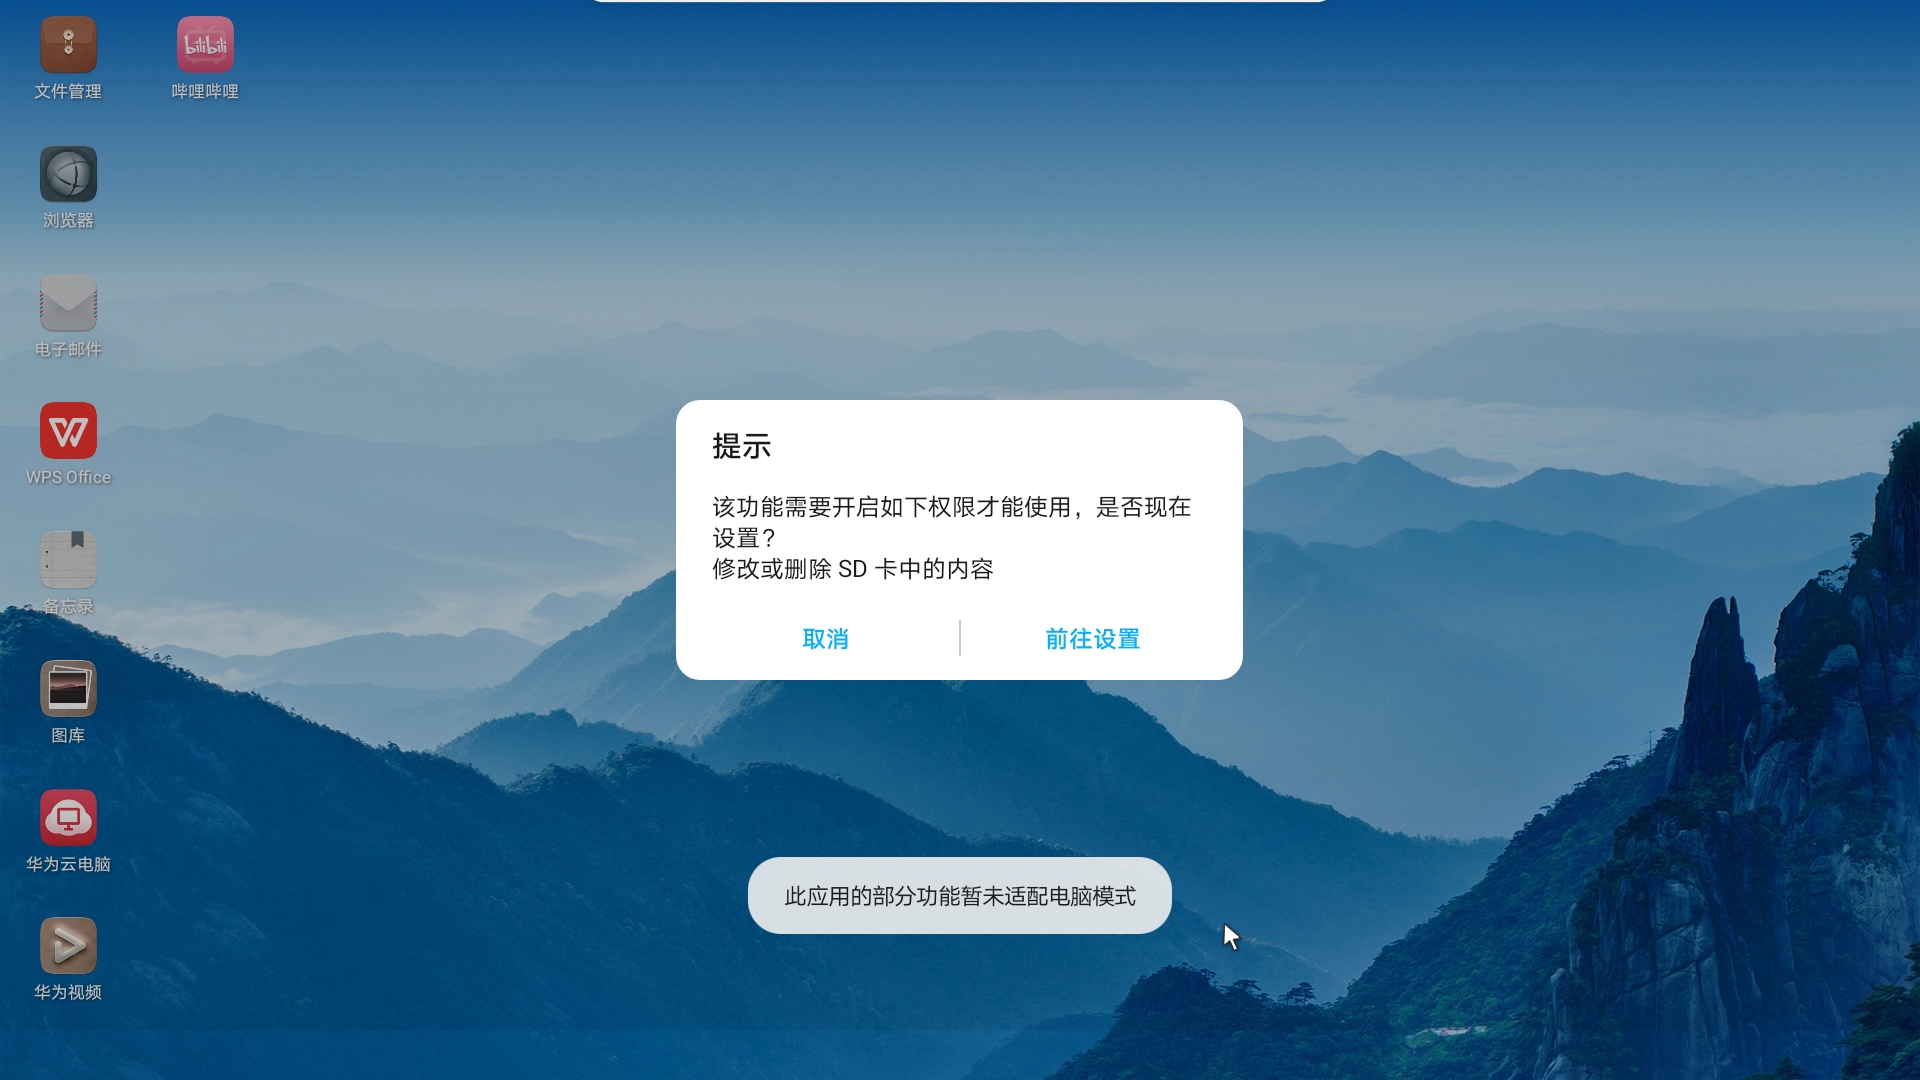 文件管理
bilibili
哔哩哔哩
浏览器
电子邮件
WPS Office
备忘录
图库
华为云电脑
华为视频
提示
该功能需要开启如下权限才能使用，是否现在
设置？
修改或删除 SD 卡中的内容
取消
前往设置
此应用的部分功能暂未适配电脑模式